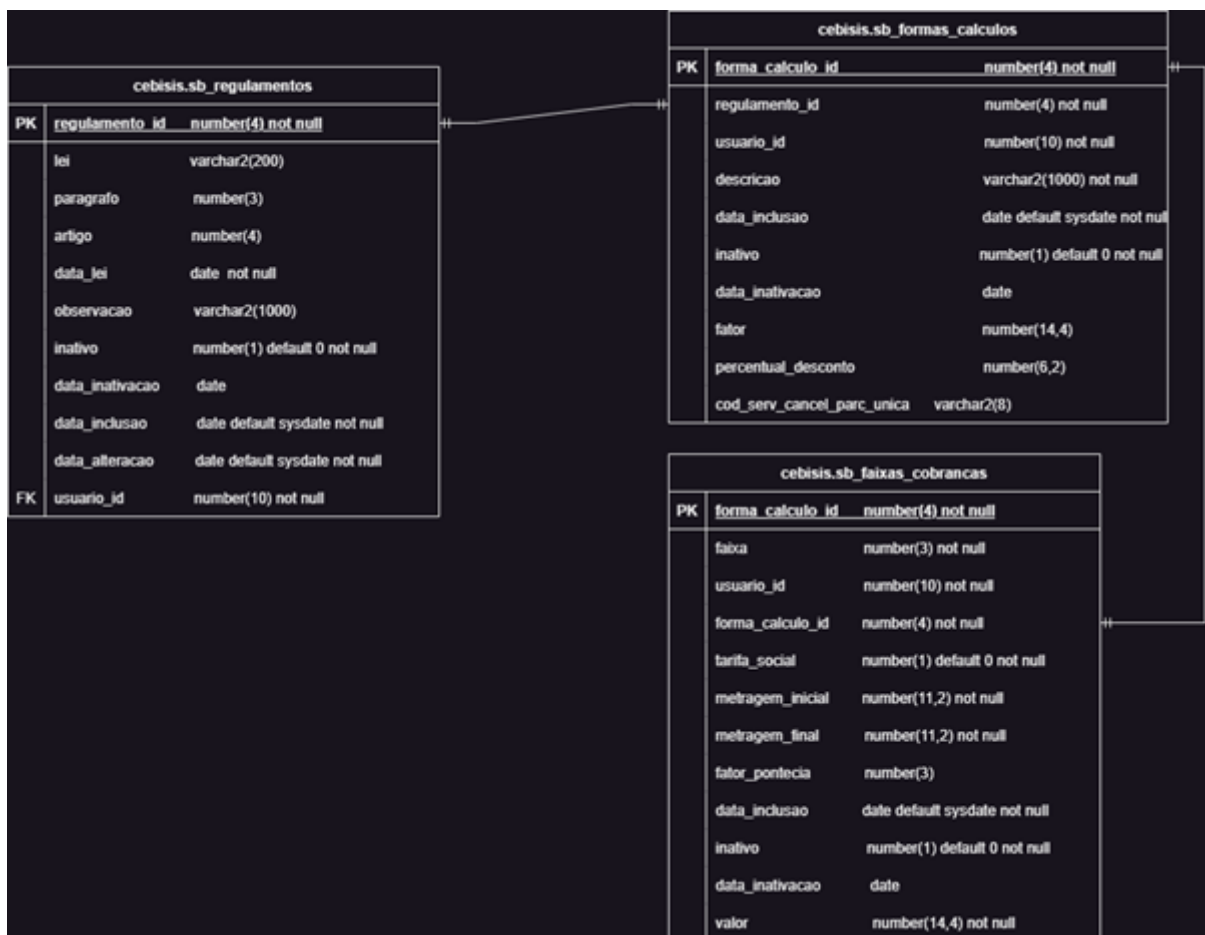 cebisis.sb_regulamentos
PK regulamento_id number(4) not null
lei varchar2(200)
paragrafo number(3)
artigo number(4)
data_lei date not null
observacao varchar2(1000)
inativo number(1) default 0 not null
data_inativacao date
data_inclusao date default sysdate not null
data_alteracao date default sysdate not null
FK usuario_id number(10) not null
cebisis.sb_formas_calculos
PK forma_calculo_id number(4) not null
regulamento_id number(4) not null
usuario_id number(10) not null
descricao varchar2(1000) not null
data_inclusao date default sysdate not null
inativo number(1) default 0 not null
data_inativacao date
fator number(14,4)
percentual_desconto number(6,2)
cod_serv_cancel_parc_unica varchar2(8)
cebisis.sb_faixas_cobrancas
PK forma_calculo_id number(4) not null
faixa number(3) not null
usuario_id number(10) not null
forma_calculo_id number(4) not null
tarifa_social number(1) default 0 not null
metragem_inicial number(11,2) not null
metragem_final number(11,2) not null
fator_pontecia number(3)
data_inclusao date default sysdate not null
inativo number(1) default 0 not null
data_inativacao date
valor number(14,4) not null